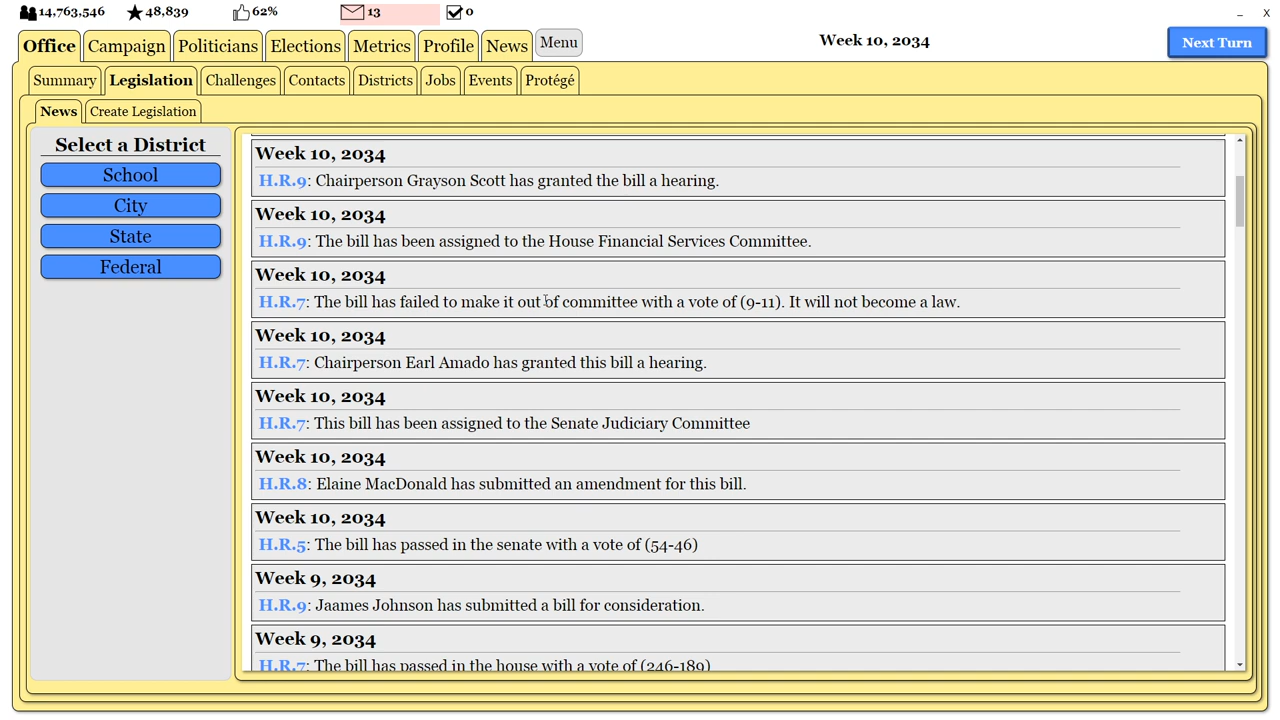 14,763,546 48,839 62% 13 0 _ X
Office Campaign Politicians Elections Metrics Profile News Menu Week 10, 2034 Next Turn
Summary Legislation Challenges Contacts Districts Jobs Events Protégé
News Create Legislation
Select a District
School
City
State
Federal
Week 10, 2034
H.R.9: Chairperson Grayson Scott has granted the bill a hearing.
Week 10, 2034
H.R.9: The bill has been assigned to the House Financial Services Committee.
Week 10, 2034
H.R.7: The bill has failed to make it out of committee with a vote of (9-11). It will not become a law.
Week 10, 2034
H.R.7: Chairperson Earl Amado has granted this bill a hearing.
Week 10, 2034
H.R.7: This bill has been assigned to the Senate Judiciary Committee
Week 10, 2034
H.R.8: Elaine MacDonald has submitted an amendment for this bill.
Week 10, 2034
H.R.5: The bill has passed in the senate with a vote of (54-46)
Week 9, 2034
H.R.9: Jaames Johnson has submitted a bill for consideration.
Week 9, 2034
H.R.7: The bill has passed in the house with a vote of (246-189)